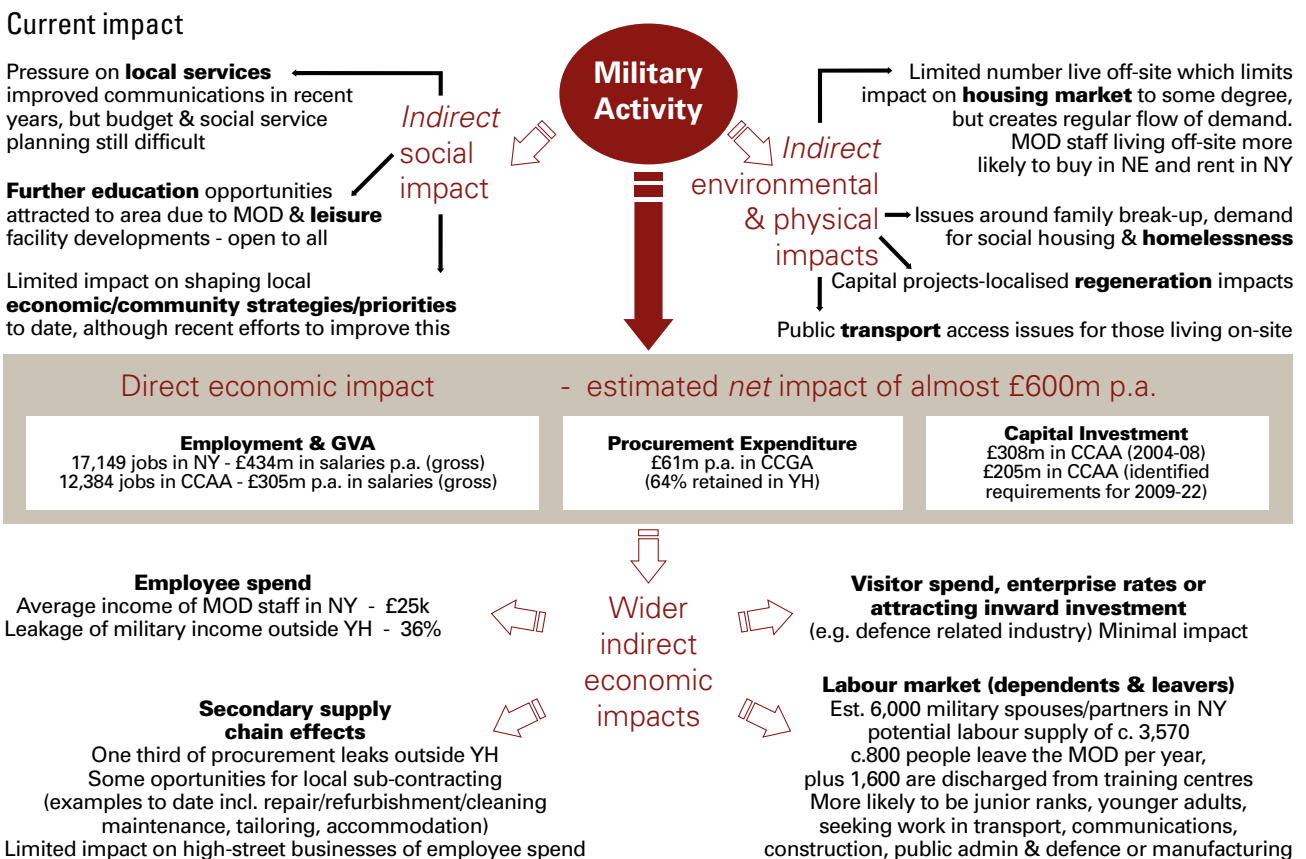 Current impact
Military
Activity
Pressure on local services
improved communications in recent
years, but budget & social service
planning still difficult
Further education opportunities
attracted to area due to MOD & leisure
facility developments - open to all
Limited impact on shaping local
economic/community strategies/priorities
to date, although recent efforts to improve this
Indirect
social
impact
Indirect
environmental
& physical
impacts
Limited number live off-site which limits
impact on housing market to some degree,
but creates regular flow of demand.
MOD staff living off-site more
likely to buy in NE and rent in NY
Issues around family break-up, demand
for social housing & homelessness
Capital projects-localised regeneration impacts
Public transport access issues for those living on-site
Direct economic impact - estimated net impact of almost £600m p.a.
Employment & GVA
17,149 jobs in NY - £434m in salaries p.a. (gross)
12,384 jobs in CCAA - £305m p.a. in salaries (gross)
Procurement Expenditure
£61m p.a. in CCGA
(64% retained in YH)
Capital Investment
£308m in CCAA (2004-08)
£205m in CCAA (identified
requirements for 2009-22)
Employee spend
Average income of MOD staff in NY - £25k
Leakage of military income outside YH - 36%
Secondary supply
chain effects
One third of procurement leaks outside YH
Some oportunities for local sub-contracting
(examples to date incl. repair/refurbishment/cleaning
maintenance, tailoring, accommodation)
Limited impact on high-street businesses of employee spend
Wider
indirect
economic
impacts
Visitor spend, enterprise rates or
attracting inward investment
(e.g. defence related industry) Minimal impact
Labour market (dependents & leavers)
Est. 6,000 military spouses/partners in NY
potential labour supply of c. 3,570
c.800 people leave the MOD per year,
plus 1,600 are discharged from training centres
More likely to be junior ranks, younger adults,
seeking work in transport, communications,
construction, public admin & defence or manufacturing